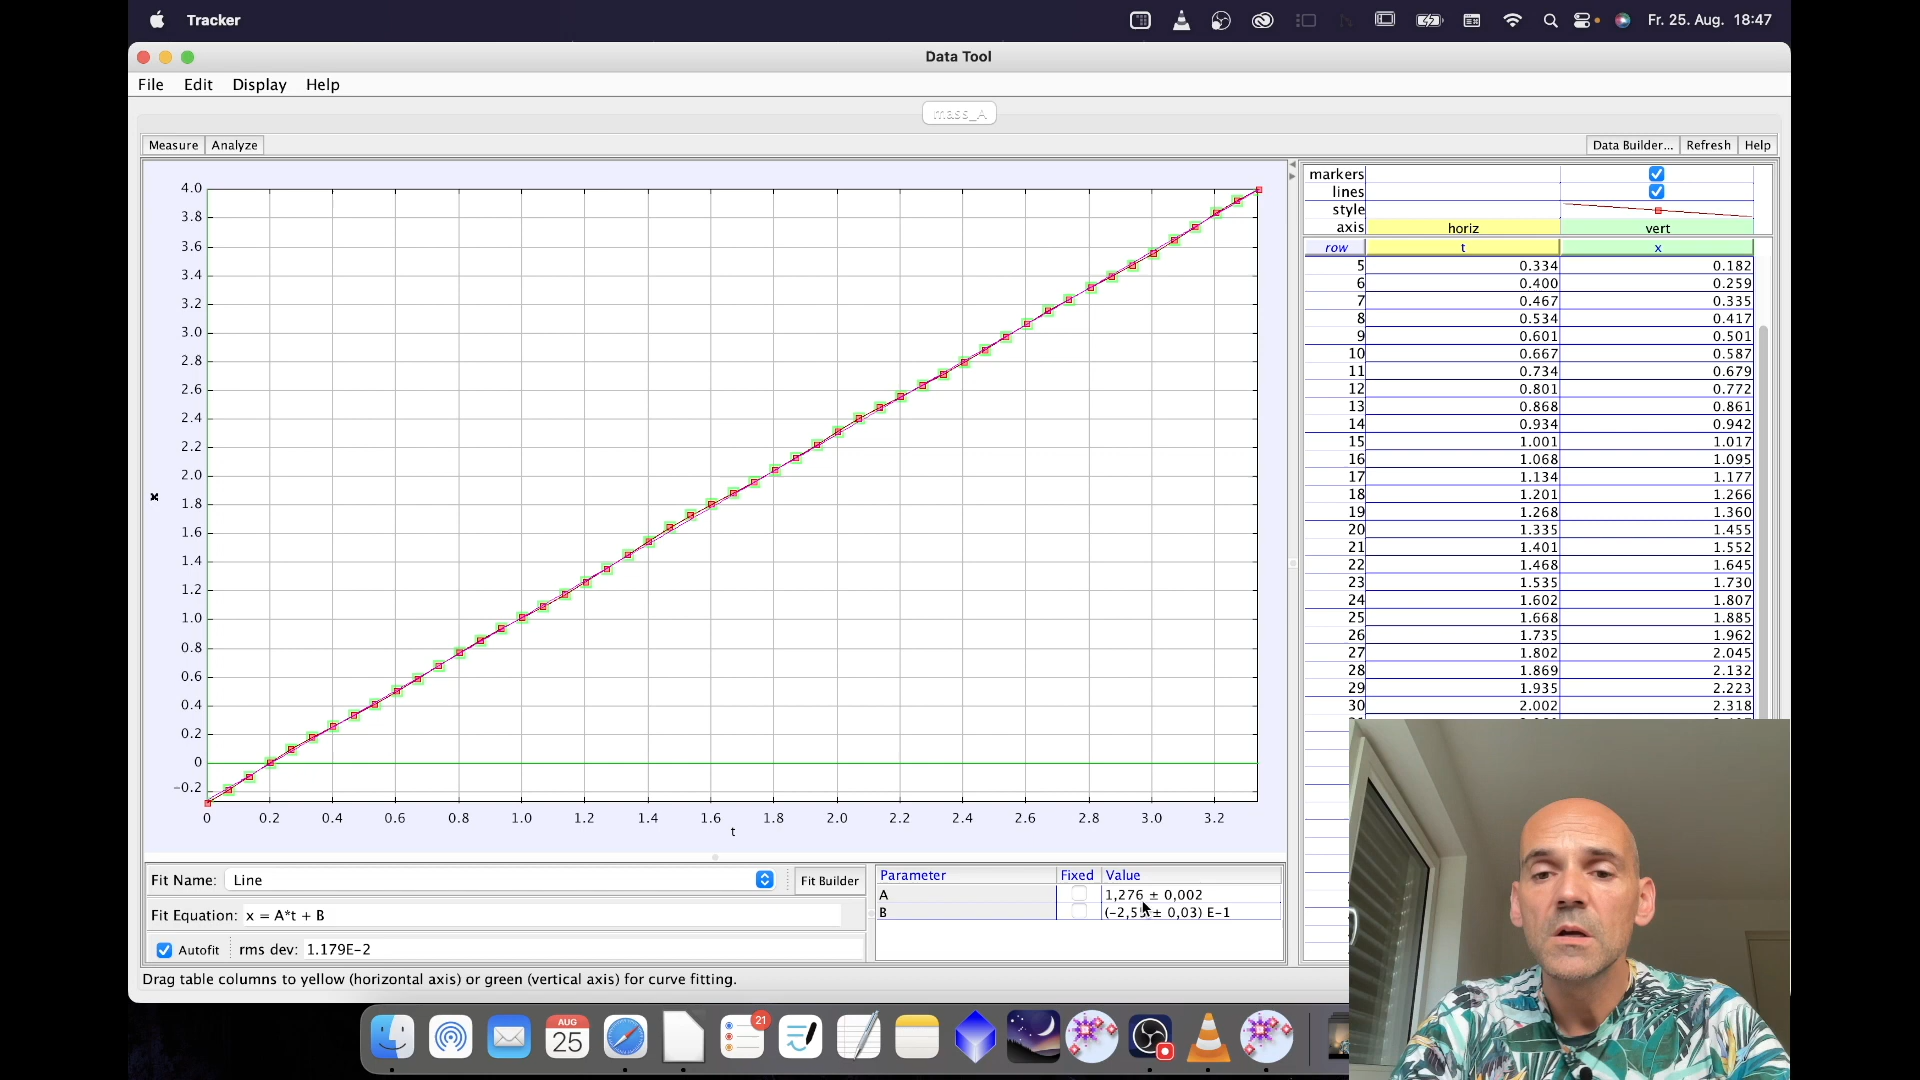 Tracker
Fr. 25. Aug. 18:47
Data Tool
File Edit Display Help
mass_A
Measure Analyze
Data Builder... Refresh Help
4.0
3.8
3.6
3.4
3.2
3.0
2.8
2.6
2.4
2.2
2.0
1.8
1.6
1.4
1.2
1.0
0.8
0.6
0.4
0.2
0
-0.2
x
0 0.2 0.4 0.6 0.8 1.0 1.2 1.4 1.6 1.8 2.0 2.2 2.4 2.6 2.8 3.0 3.2
t
markers
lines
style
axis horiz vert
row t x
5 0.334 0.182
6 0.400 0.259
7 0.467 0.335
8 0.534 0.417
9 0.601 0.501
10 0.667 0.587
11 0.734 0.679
12 0.801 0.772
13 0.868 0.861
14 0.934 0.942
15 1.001 1.017
16 1.068 1.095
17 1.134 1.177
18 1.201 1.266
19 1.268 1.360
20 1.335 1.455
21 1.401 1.552
22 1.468 1.645
23 1.535 1.730
24 1.602 1.807
25 1.668 1.885
26 1.735 1.962
27 1.802 2.045
28 1.869 2.132
29 1.935 2.223
30 2.002 2.318
Fit Name: Line Fit Builder
Fit Equation: x = A*t + B
Autofit rms dev: 1.179E-2
Parameter Fixed Value
A 1,276 ± 0,002
B ± 0,03) E-1
Drag table columns to yellow (horizontal axis) or green (vertical axis) for curve fitting.
AUG
25
21